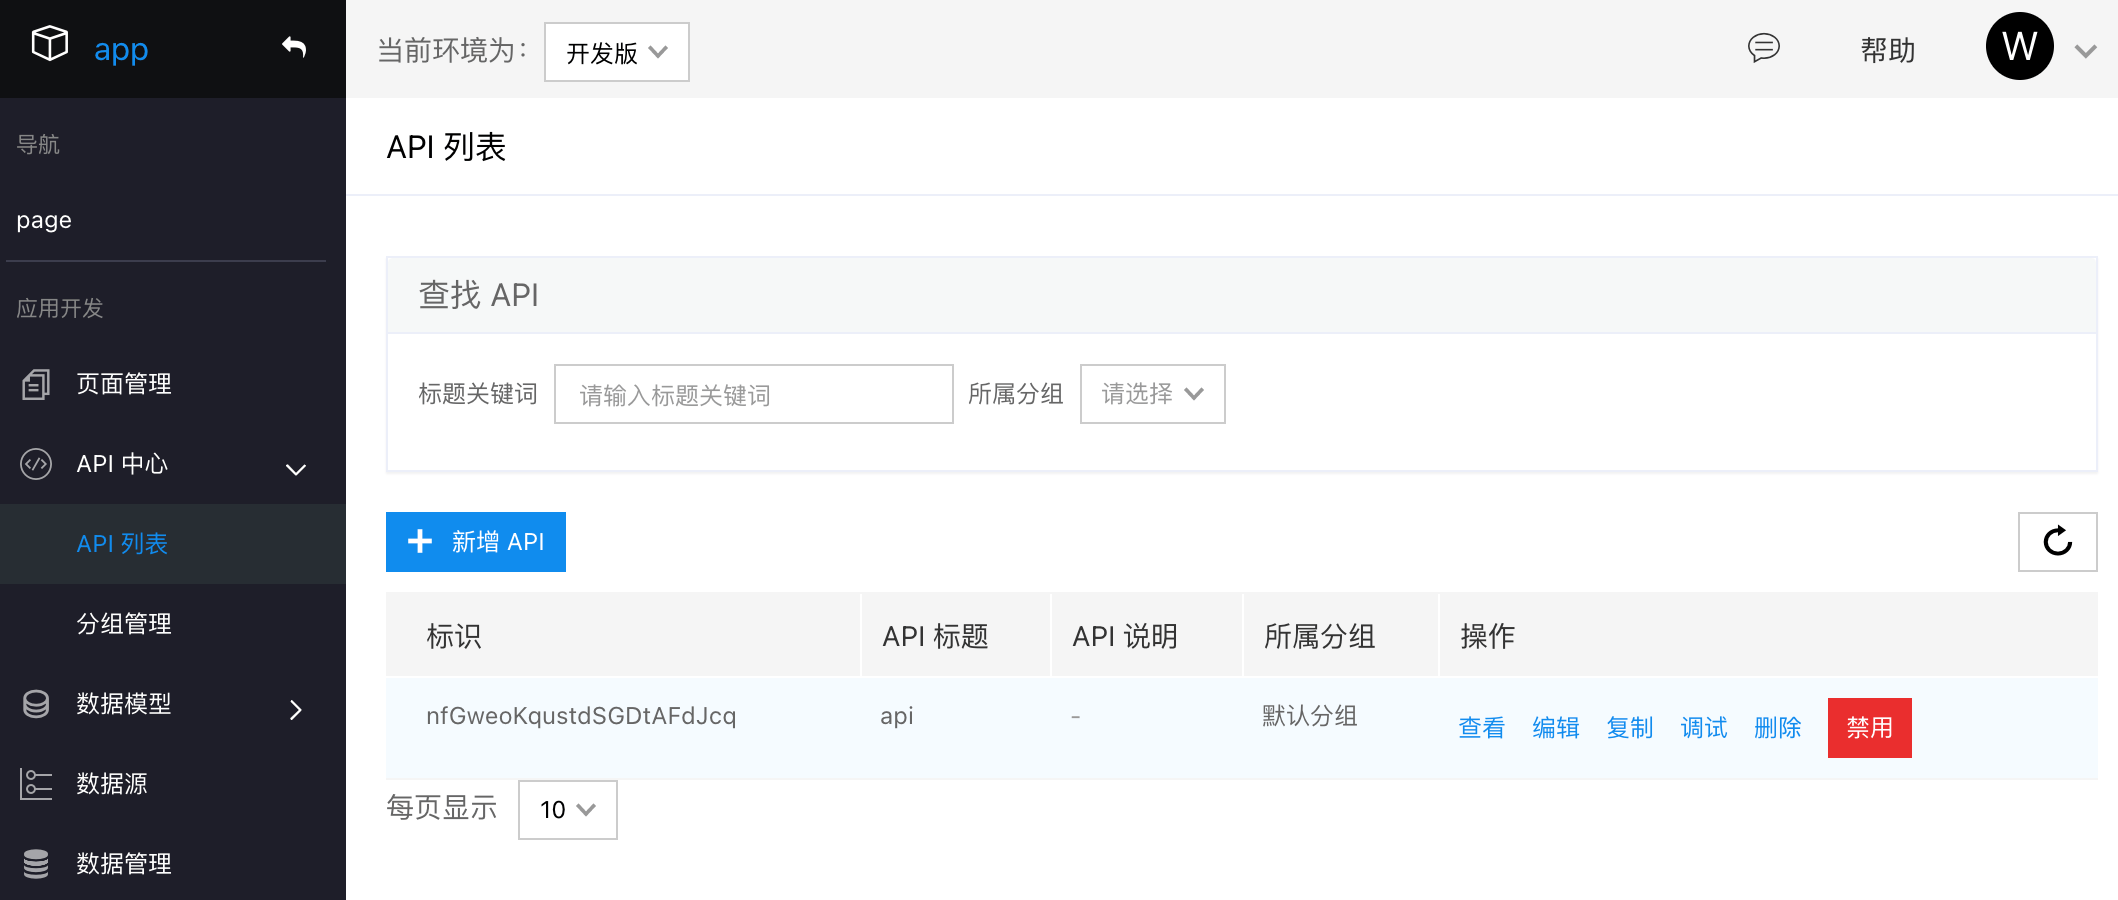 app
当前环境为：
开发版
帮助
W
导航
page
应用开发
页面管理
API 中心
API 列表
分组管理
数据模型
数据源
数据管理
API 列表
查找 API
标题关键词 请输入标题关键词 所属分组 请选择
新增 API
标识 API 标题 API 说明 所属分组 操作
nfGweoKqustdSGDtAFdJcq api - 默认分组 查看 编辑 复制 调试 删除 禁用
每页显示 10